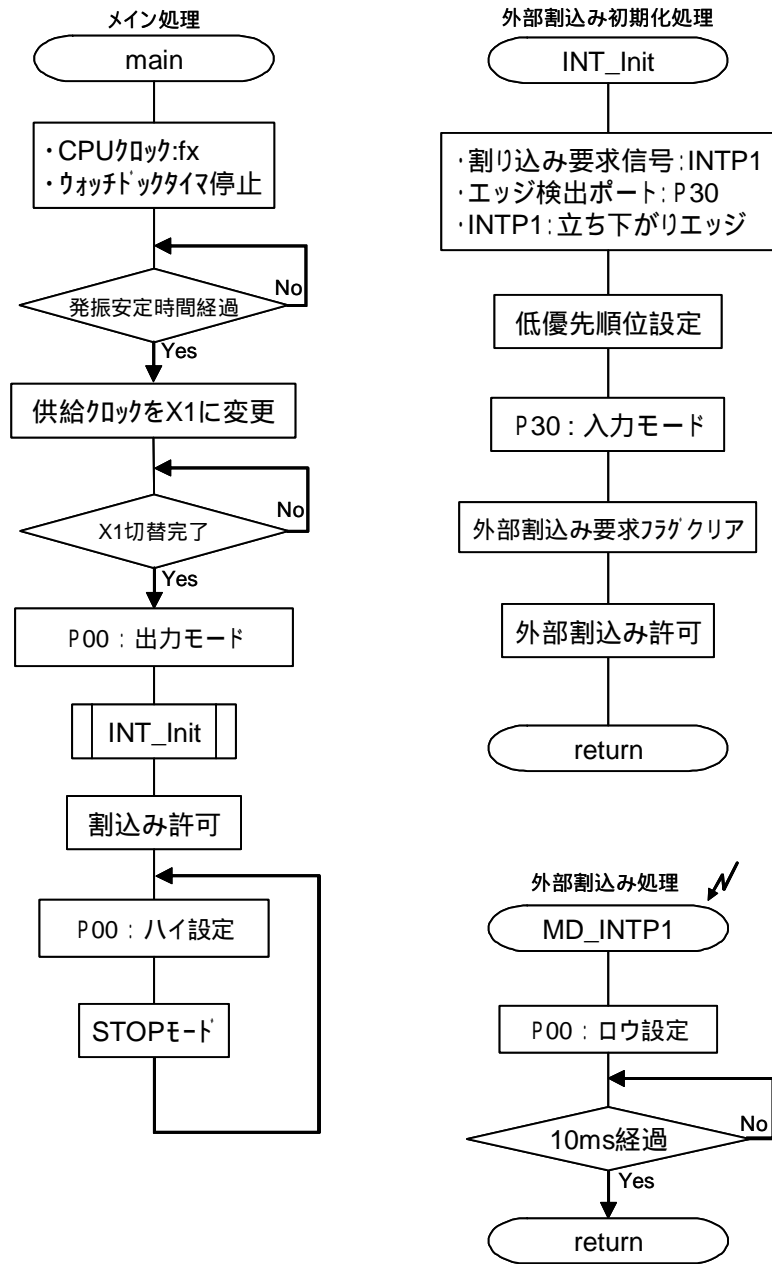 メイン処理
main
・CPUｸﾛｯｸ:fx
・ｳｫｯﾁﾄﾞｯｸﾀｲﾏ停止
No
発振安定時間経過
Yes
供給ｸﾛｯｸをX1に変更
No
X1切替完了
Yes
P00：出力モード
INT_Init
割込み許可
P00：ハイ設定
STOPﾓｰﾄﾞ
外部割込み初期化処理
INT_Init
・割り込み要求信号:INTP1
・エッジ検出ポート:P30
・INTP1:立ち下がりエッジ
低優先順位設定
P30：入力モード
外部割込み要求ﾌﾗｸﾞクリア
外部割込み許可
return
外部割込み処理
MD_INTP1
P00：ロウ設定
No
10ms経過
Yes
return